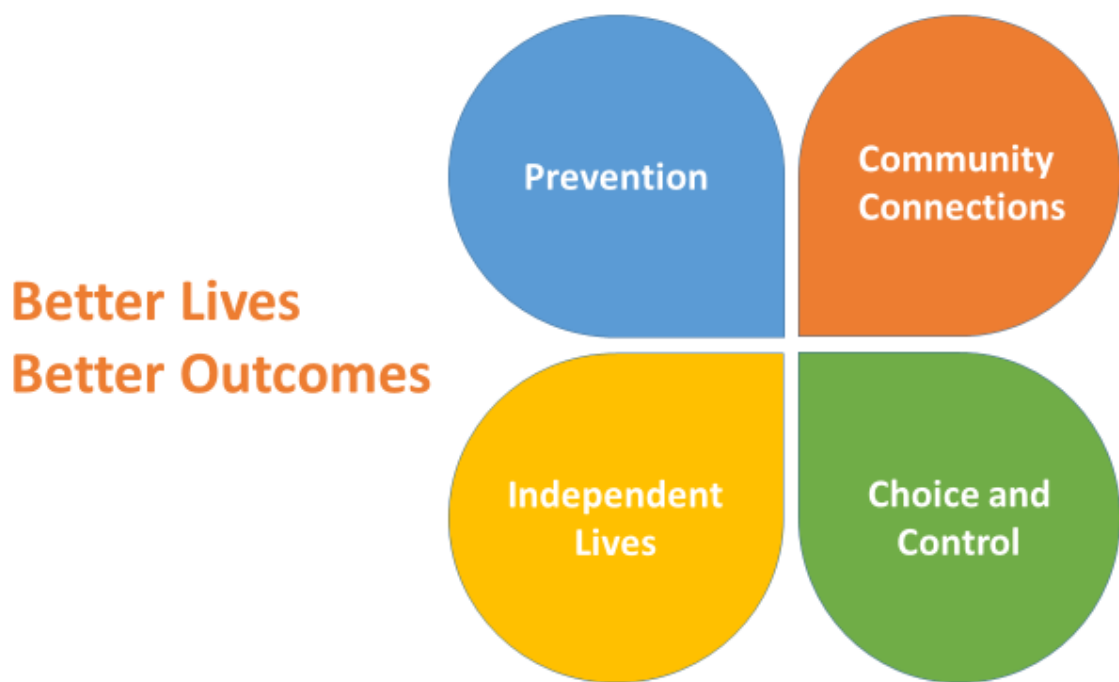 Better Lives
Better Outcomes
Prevention
Community
Connections
Independent
Lives
Choice and
Control